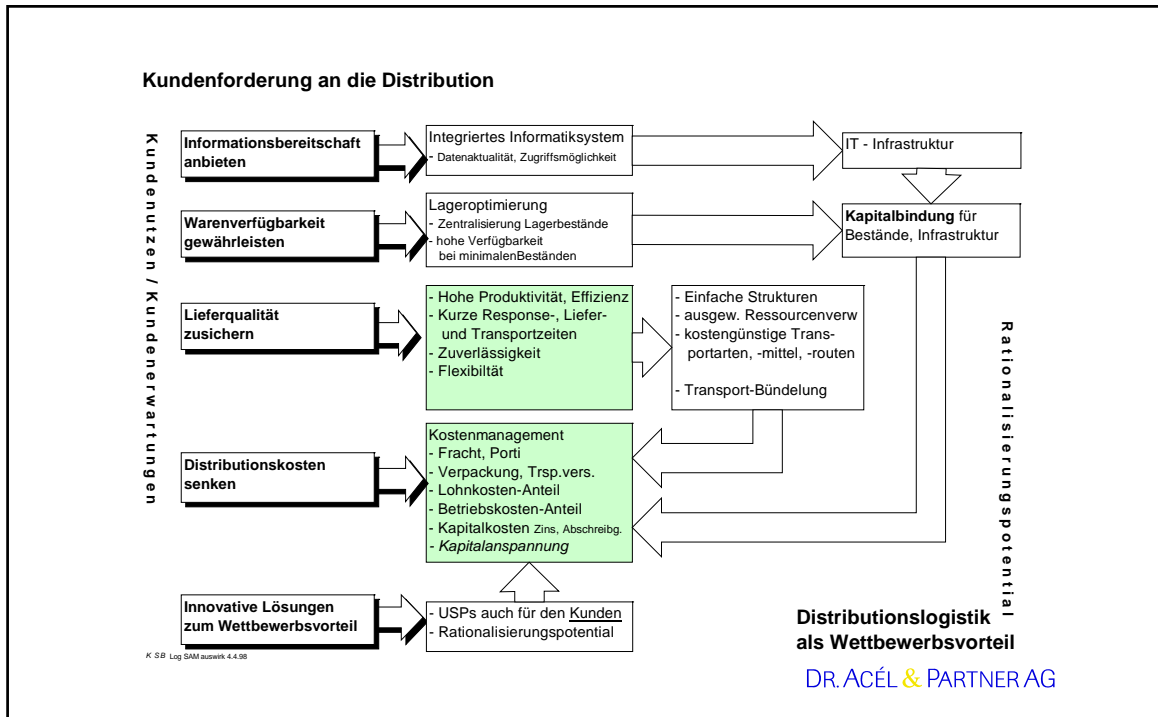 Kundenforderung an die Distribution
Kundennutzen / Kundenerwartungen
Informationsbereitschaft
anbieten
Integriertes Informatiksystem
- Datenaktualität, Zugriffsmöglichkeit
IT - Infrastruktur
Warenverfügbarkeit
gewährleisten
Lageroptimierung
- Zentralisierung Lagerbestände
- hohe Verfügbarkeit
bei minimalenBeständen
Kapitalbindung für
Bestände, Infrastruktur
Lieferqualität
zusichern
- Hohe Produktivität, Effizienz
- Kurze Response-, Liefer-
und Transportzeiten
- Zuverlässigkeit
- Flexibiltät
- Einfache Strukturen
- ausgew. Ressourcenverw
- kostengünstige Trans-
portarten, -mittel, -routen
- Transport-Bündelung
Rationalisierungspotential
Distributionskosten
senken
Kostenmanagement
- Fracht, Porti
- Verpackung, Trsp.vers.
- Lohnkosten-Anteil
- Betriebskosten-Anteil
- Kapitalkosten Zins, Abschreibg.
- Kapitalanspannung
Innovative Lösungen
zum Wettbewerbsvorteil
- USPs auch für den Kunden
- Rationalisierungspotential
Distributionslogistik
als Wettbewerbsvorteil
K SB Log SAM auswirk 4.4.98
DR. ACÉL & PARTNER AG